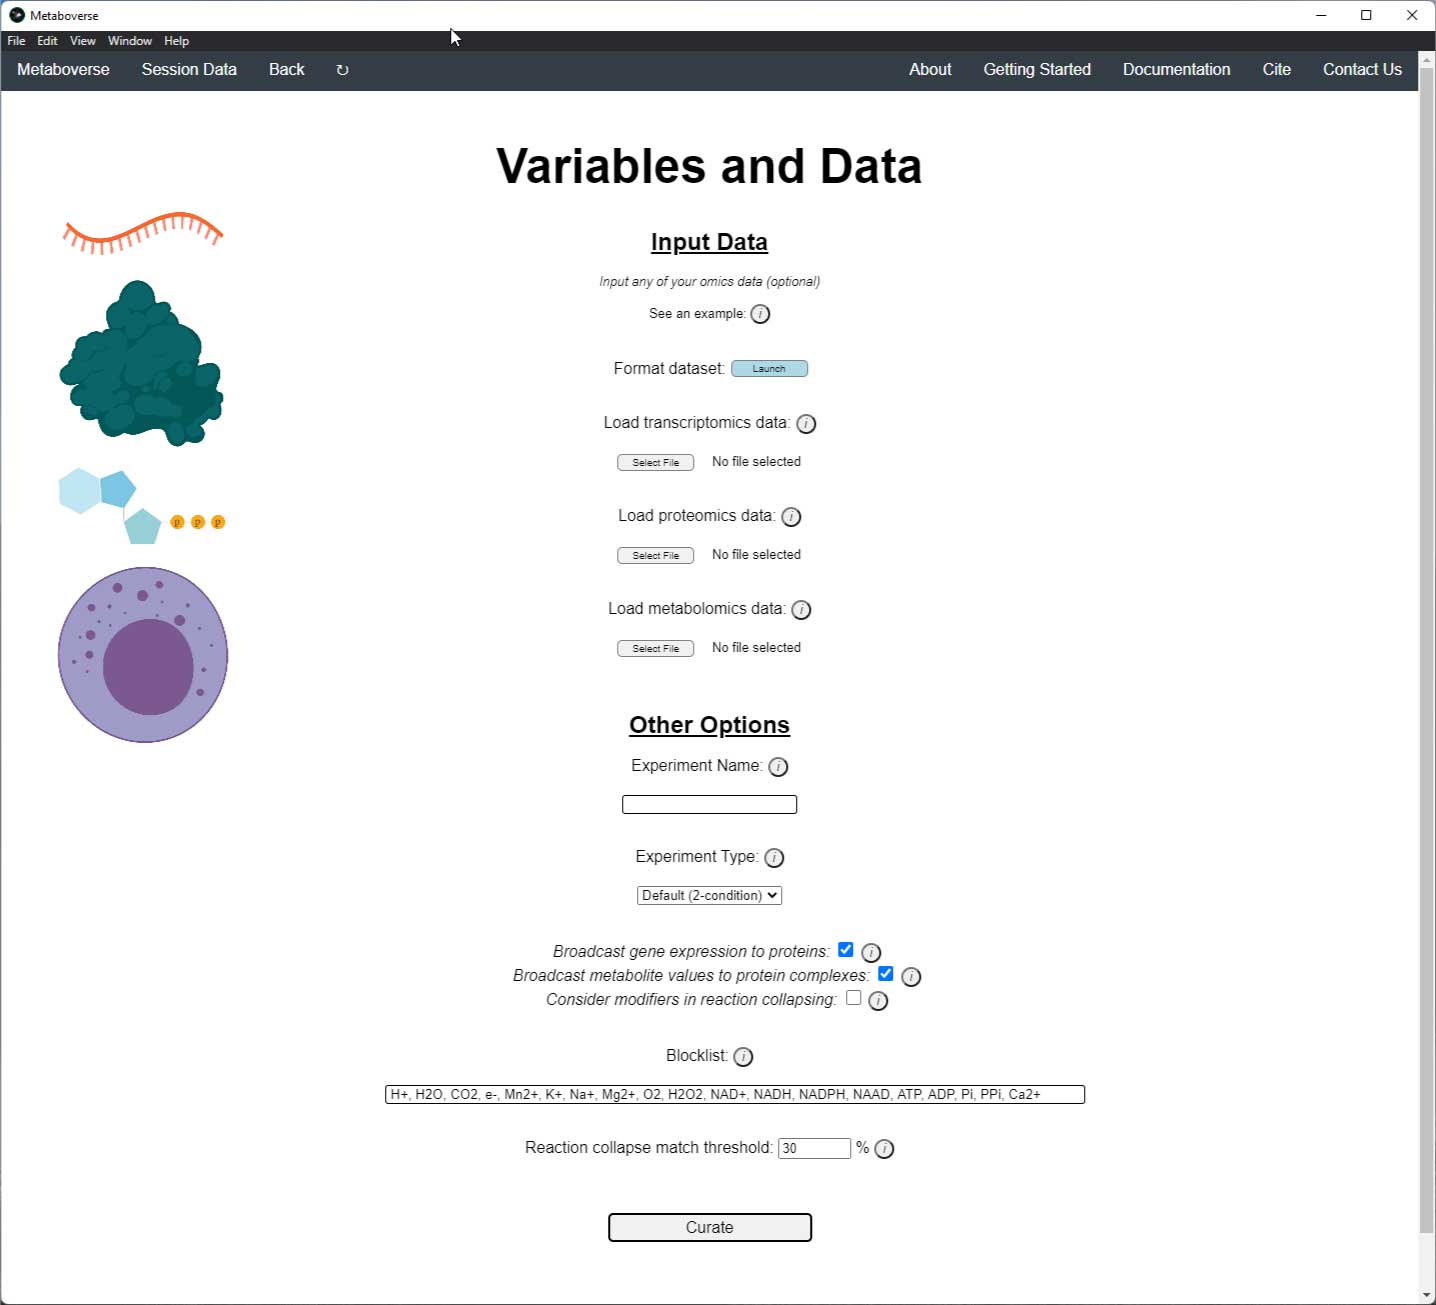 Metaboverse
File Edit View Window Help
Metaboverse Session Data Back ↻ About Getting Started Documentation Cite Contact Us
Variables and Data
Input Data
Input any of your omics data (optional)
See an example: i
Format dataset: Launch
Load transcriptomics data: i
Select File No file selected
Load proteomics data: i
Select File No file selected
P P P
Load metabolomics data: i
Select File No file selected
Other Options
Experiment Name: i
Experiment Type: i
Default (2-condition)
Broadcast gene expression to proteins: i
Broadcast metabolite values to protein complexes: i
Consider modifiers in reaction collapsing: i
Blocklist: i
H+, H2O, CO2, e-, Mn2+, K+, Na+, Mg2+, O2, H2O2, NAD+, NADH, NADPH, NAAD, ATP, ADP, Pi, PPi, Ca2+
Reaction collapse match threshold: 30 % i
Curate